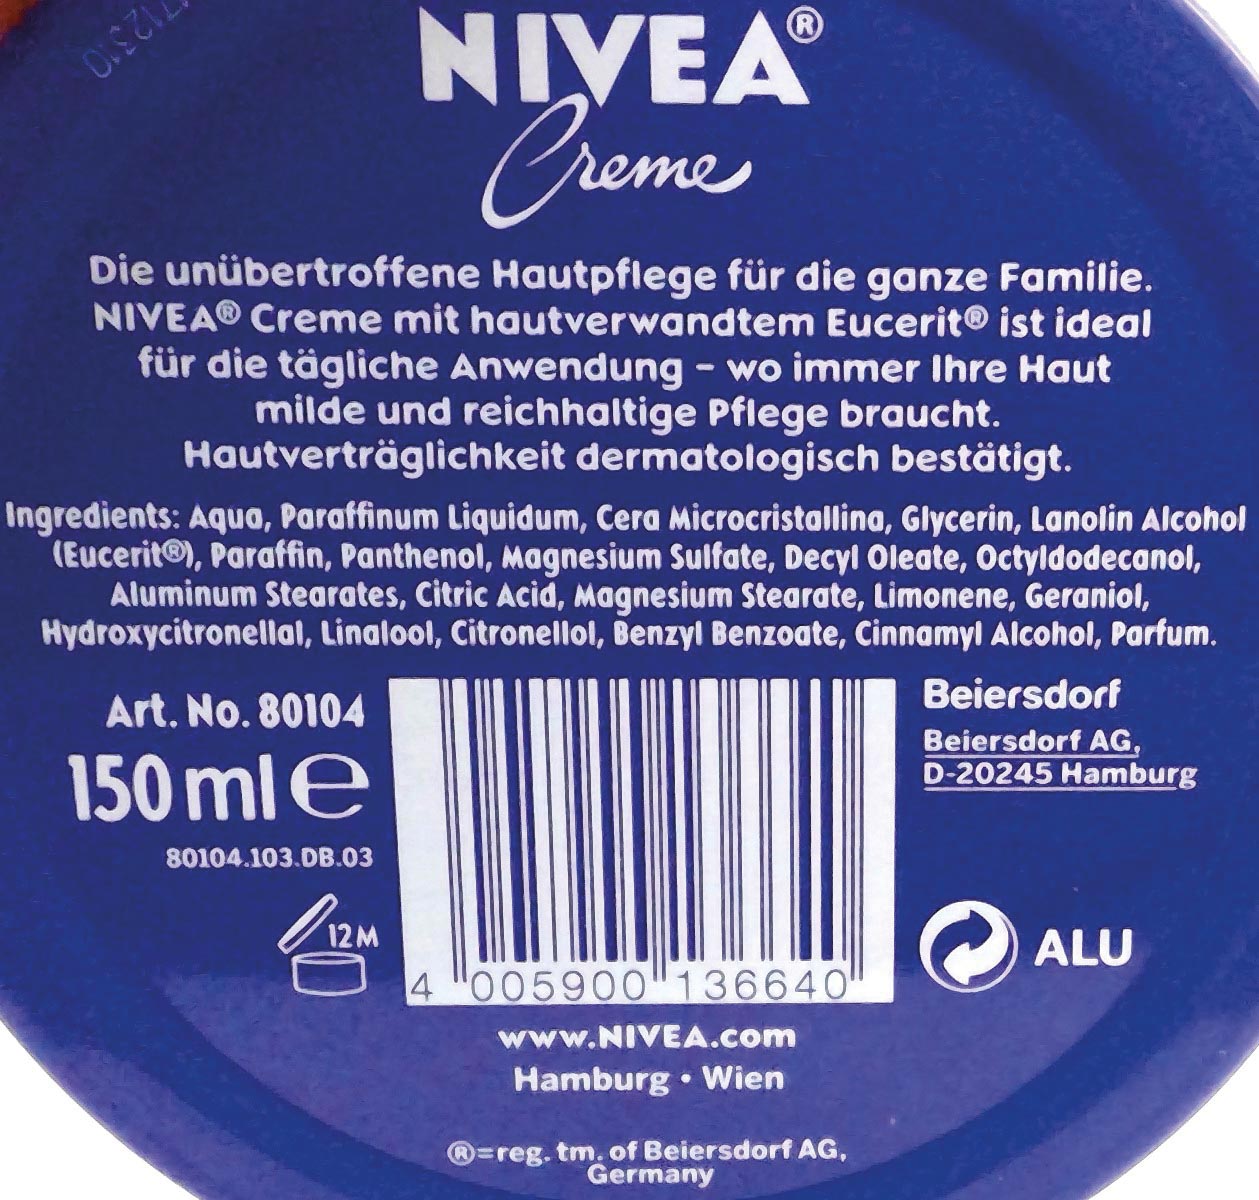 NIVEA®
Creme
Die unübertroffene Hautpflege für die ganze Familie.
NIVEA® Creme mit hautverwandtem Eucerit® ist ideal
für die tägliche Anwendung – wo immer Ihre Haut
milde und reichhaltige Pflege braucht.
Hautverträglichkeit dermatologisch bestätigt.
Ingredients: Aqua, Paraffinum Liquidum, Cera Microcristallina, Glycerin, Lanolin Alcohol
(Eucerit®), Paraffin, Panthenol, Magnesium Sulfate, Decyl Oleate, Octyldodecanol,
Aluminum Stearates, Citric Acid, Magnesium Stearate, Limonene, Geraniol,
Hydroxycitronellal, Linalool, Citronellol, Benzyl Benzoate, Cinnamyl Alcohol, Parfum.
Art. No. 80104
150 ml e
80104.103.DB.03
12M
4 005900 136640
Beiersdorf
Beiersdorf AG,
D-20245 Hamburg
ALU
www.NIVEA.com
Hamburg • Wien
®=reg. tm. of Beiersdorf AG,
Germany